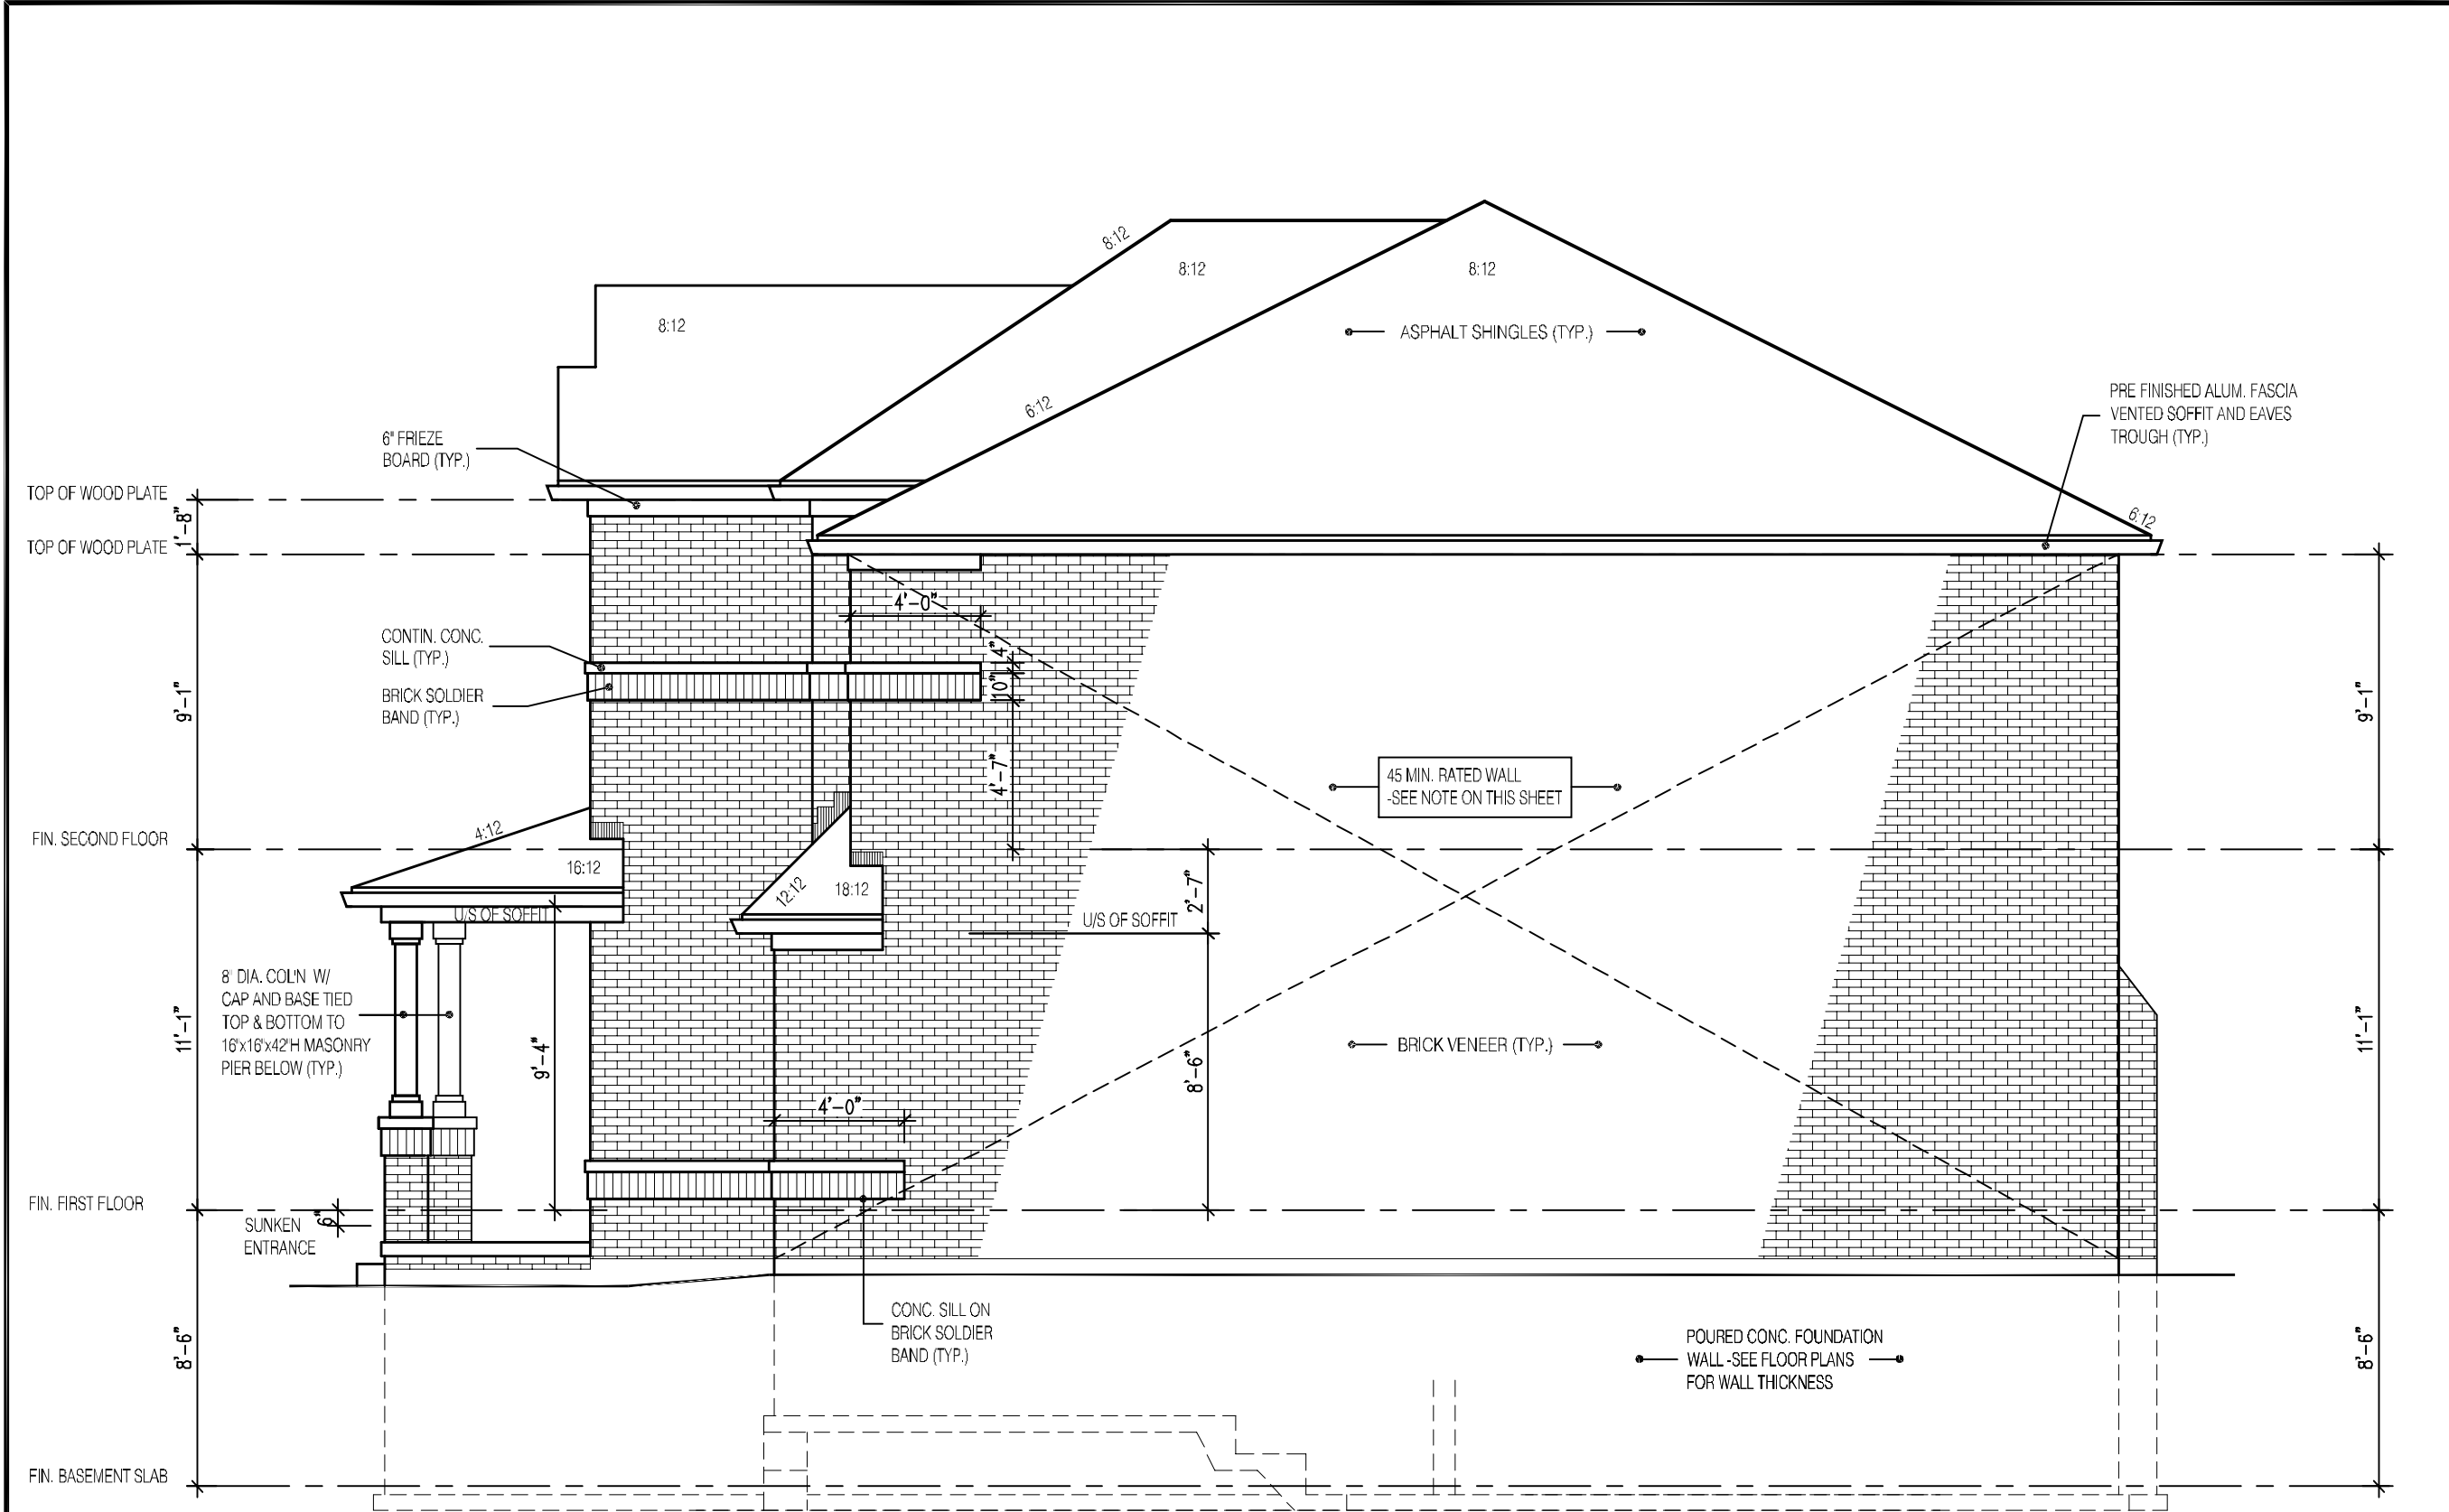 8:12
8:12
8:12
8:12
ASPHALT SHINGLES (TYP.)
6:12
PRE FINISHED ALUM. FASCIA
VENTED SOFFIT AND EAVES
TROUGH (TYP.)
6" FRIEZE
BOARD (TYP.)
TOP OF WOOD PLATE
1'-8"
TOP OF WOOD PLATE
6:12
4'-0"
CONTIN. CONC.
SILL (TYP.)
4"
10"
BRICK SOLDIER
BAND (TYP.)
9'-1"
9'-1"
4'-7"
45 MIN. RATED WALL
-SEE NOTE ON THIS SHEET
4:12
FIN. SECOND FLOOR
16:12
12:12
18:12
2'-7"
U/S OF SOFFIT
U/S OF SOFFIT
8" DIA. COL'N W/
CAP AND BASE TIED
TOP & BOTTOM TO
16"x16"x42"H MASONRY
PIER BELOW (TYP.)
11'-1"
9'-4"
8'-6"
BRICK VENEER (TYP.)
11'-1"
4'-0"
FIN. FIRST FLOOR
6"
SUNKEN
ENTRANCE
CONC. SILL ON
BRICK SOLDIER
BAND (TYP.)
8'-6"
POURED CONC. FOUNDATION
WALL -SEE FLOOR PLANS
FOR WALL THICKNESS
8'-6"
FIN. BASEMENT SLAB